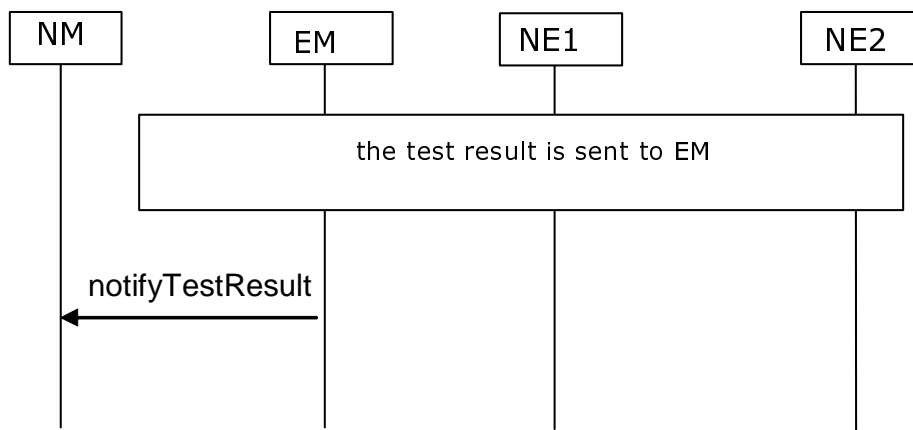 NM
EM
NE1
NE2
the test result is sent to EM
notifyTestResult